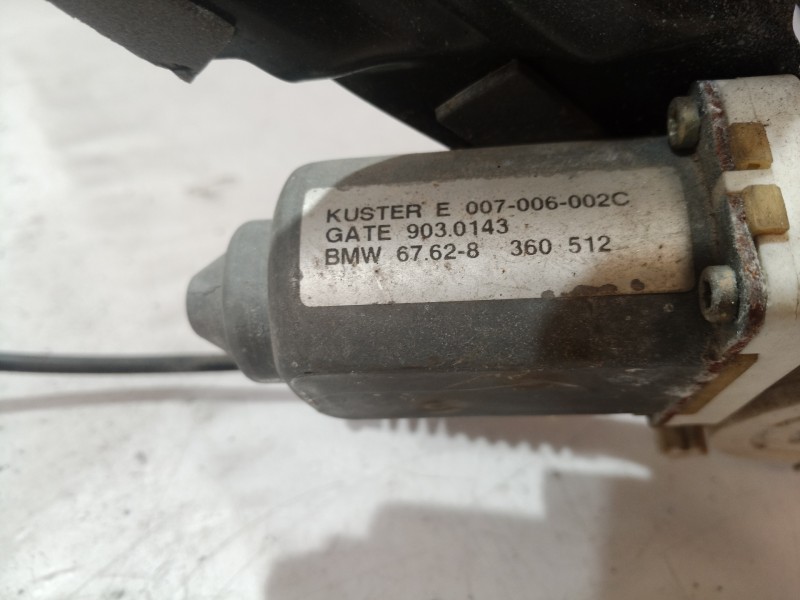 KUSTER E 007-006-002C
GATE 903.0143
BMW 67.62-8 360 512